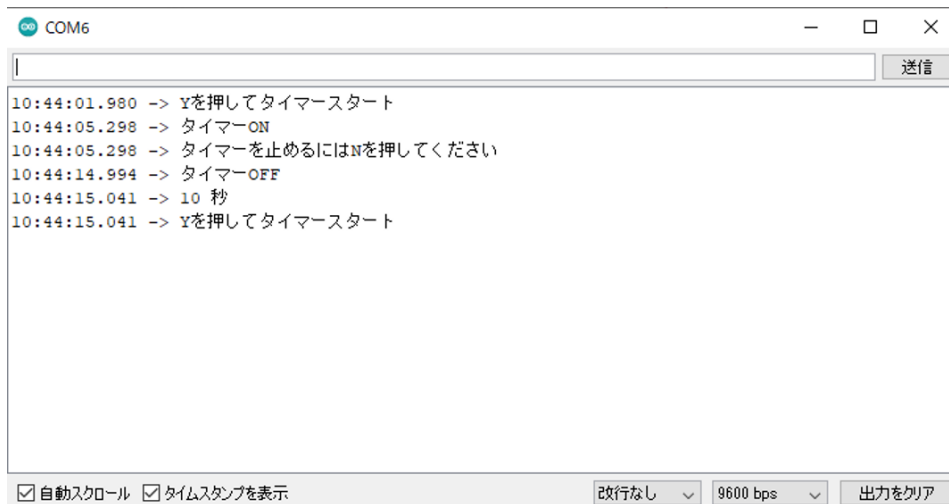 COM6
送信
10:44:01.980 -> Yを押してタイマースタート
10:44:05.298 -> タイマーON
10:44:05.298 -> タイマーを止めるにはNを押してください
10:44:14.994 -> タイマーOFF
10:44:15.041 -> 10 秒
10:44:15.041 -> Yを押してタイマースタート
自動スクロール タイムスタンプを表示 改行なし 9600 bps 出力をクリア